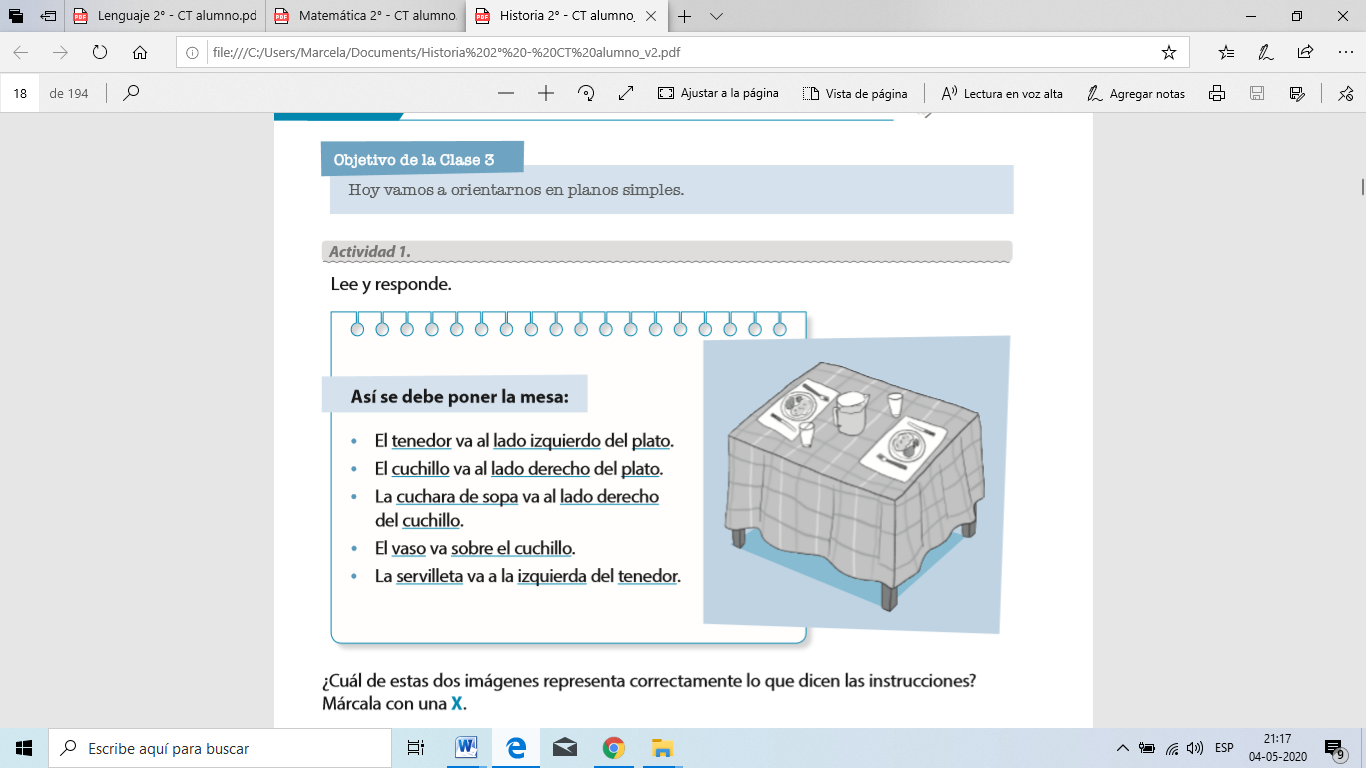 Lenguaje 2° - CT alumno.pd
Matemática 2° - CT alumno.
Historia 2° - CT alumno_
file:///C:/Users/Marcela/Documents/Historia%202°%20-%20CT%20alumno_v2.pdf
18 de 194
Ajustar a la página
Vista de página
Lectura en voz alta
Agregar notas
Objetivo de la Clase 3
Hoy vamos a orientarnos en planos simples.
Actividad 1.
Lee y responde.
Así se debe poner la mesa:
• El tenedor va al lado izquierdo del plato.
• El cuchillo va al lado derecho del plato.
• La cuchara de sopa va al lado derecho
del cuchillo.
• El vaso va sobre el cuchillo.
• La servilleta va a la izquierda del tenedor.
¿Cuál de estas dos imágenes representa correctamente lo que dicen las instrucciones?
Márcala con una X.
Escribe aquí para buscar
ESP
21:17
04-05-2020
9